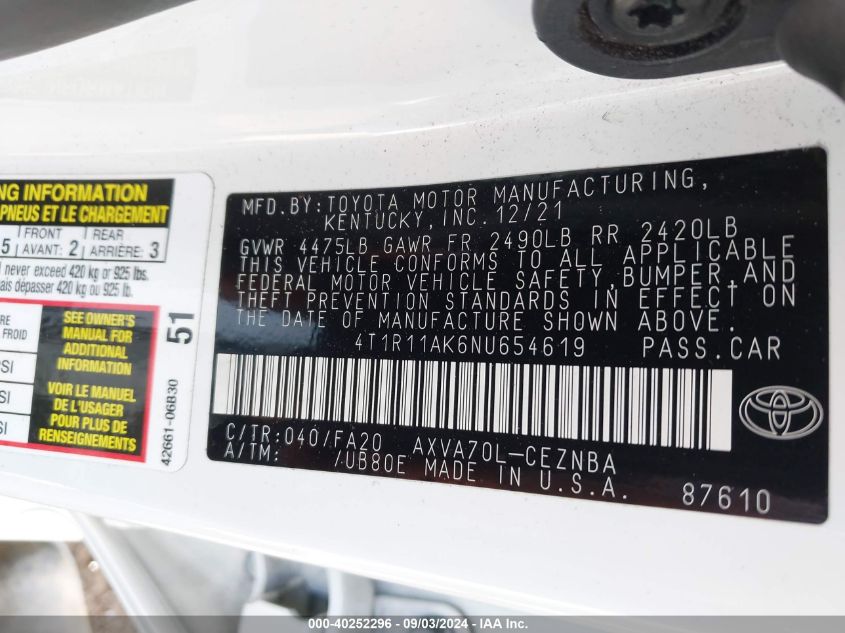 NG INFORMATION
PNEUS ET LE CHARGEMENT
5 FRONT AVANT: 2 REAR ARRIÈRE: 3
never exceed 420 kg or 925 lbs.
dépasser 420 kg ou 925 lb.
RE
FROID
PSI
PSI
PSI
SEE OWNER'S
MANUAL FOR
ADDITIONAL
INFORMATION
VOIR LE MANUEL
DE L'USAGER
POUR PLUS DE
RENSEIGNEMENTS
51
42661-06B30
MFD.BY:TOYOTA MOTOR MANUFACTURING,
KENTUCKY,INC.12/21
GVWR 4475LB GAWR FR 2490LB RR 2420LB
THIS VEHICLE CONFORMS TO ALL APPLICABLE
FEDERAL MOTOR VEHICLE SAFETY,BUMPER,AND
THEFT PREVENTION STANDARDS IN EFFECT ON
THE DATE OF MANUFACTURE SHOWN ABOVE.
4T1R11AK6NU654619 PASS.CAR
C/TR:040/FA20 AXVA70L-CEZNBA
A/TM: /UB80E MADE IN U.S.A.
87610
000-40252296 - 09/03/2024 - IAA Inc.